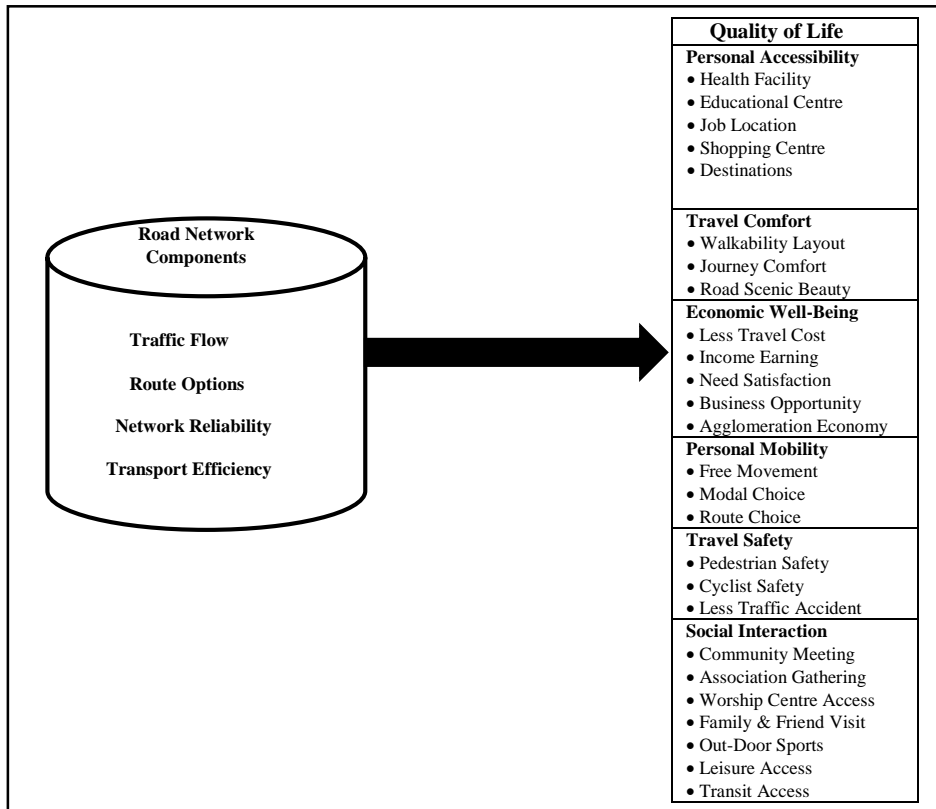 Road Network
Components
Traffic Flow
Route Options
Network Reliability
Transport Efficiency
Quality of Life
Personal Accessibility
• Health Facility
• Educational Centre
• Job Location
• Shopping Centre
• Destinations
Travel Comfort
• Walkability Layout
• Journey Comfort
• Road Scenic Beauty
Economic Well-Being
• Less Travel Cost
• Income Earning
• Need Satisfaction
• Business Opportunity
• Agglomeration Economy
Personal Mobility
• Free Movement
• Modal Choice
• Route Choice
Travel Safety
• Pedestrian Safety
• Cyclist Safety
• Less Traffic Accident
Social Interaction
• Community Meeting
• Association Gathering
• Worship Centre Access
• Family & Friend Visit
• Out-Door Sports
• Leisure Access
• Transit Access